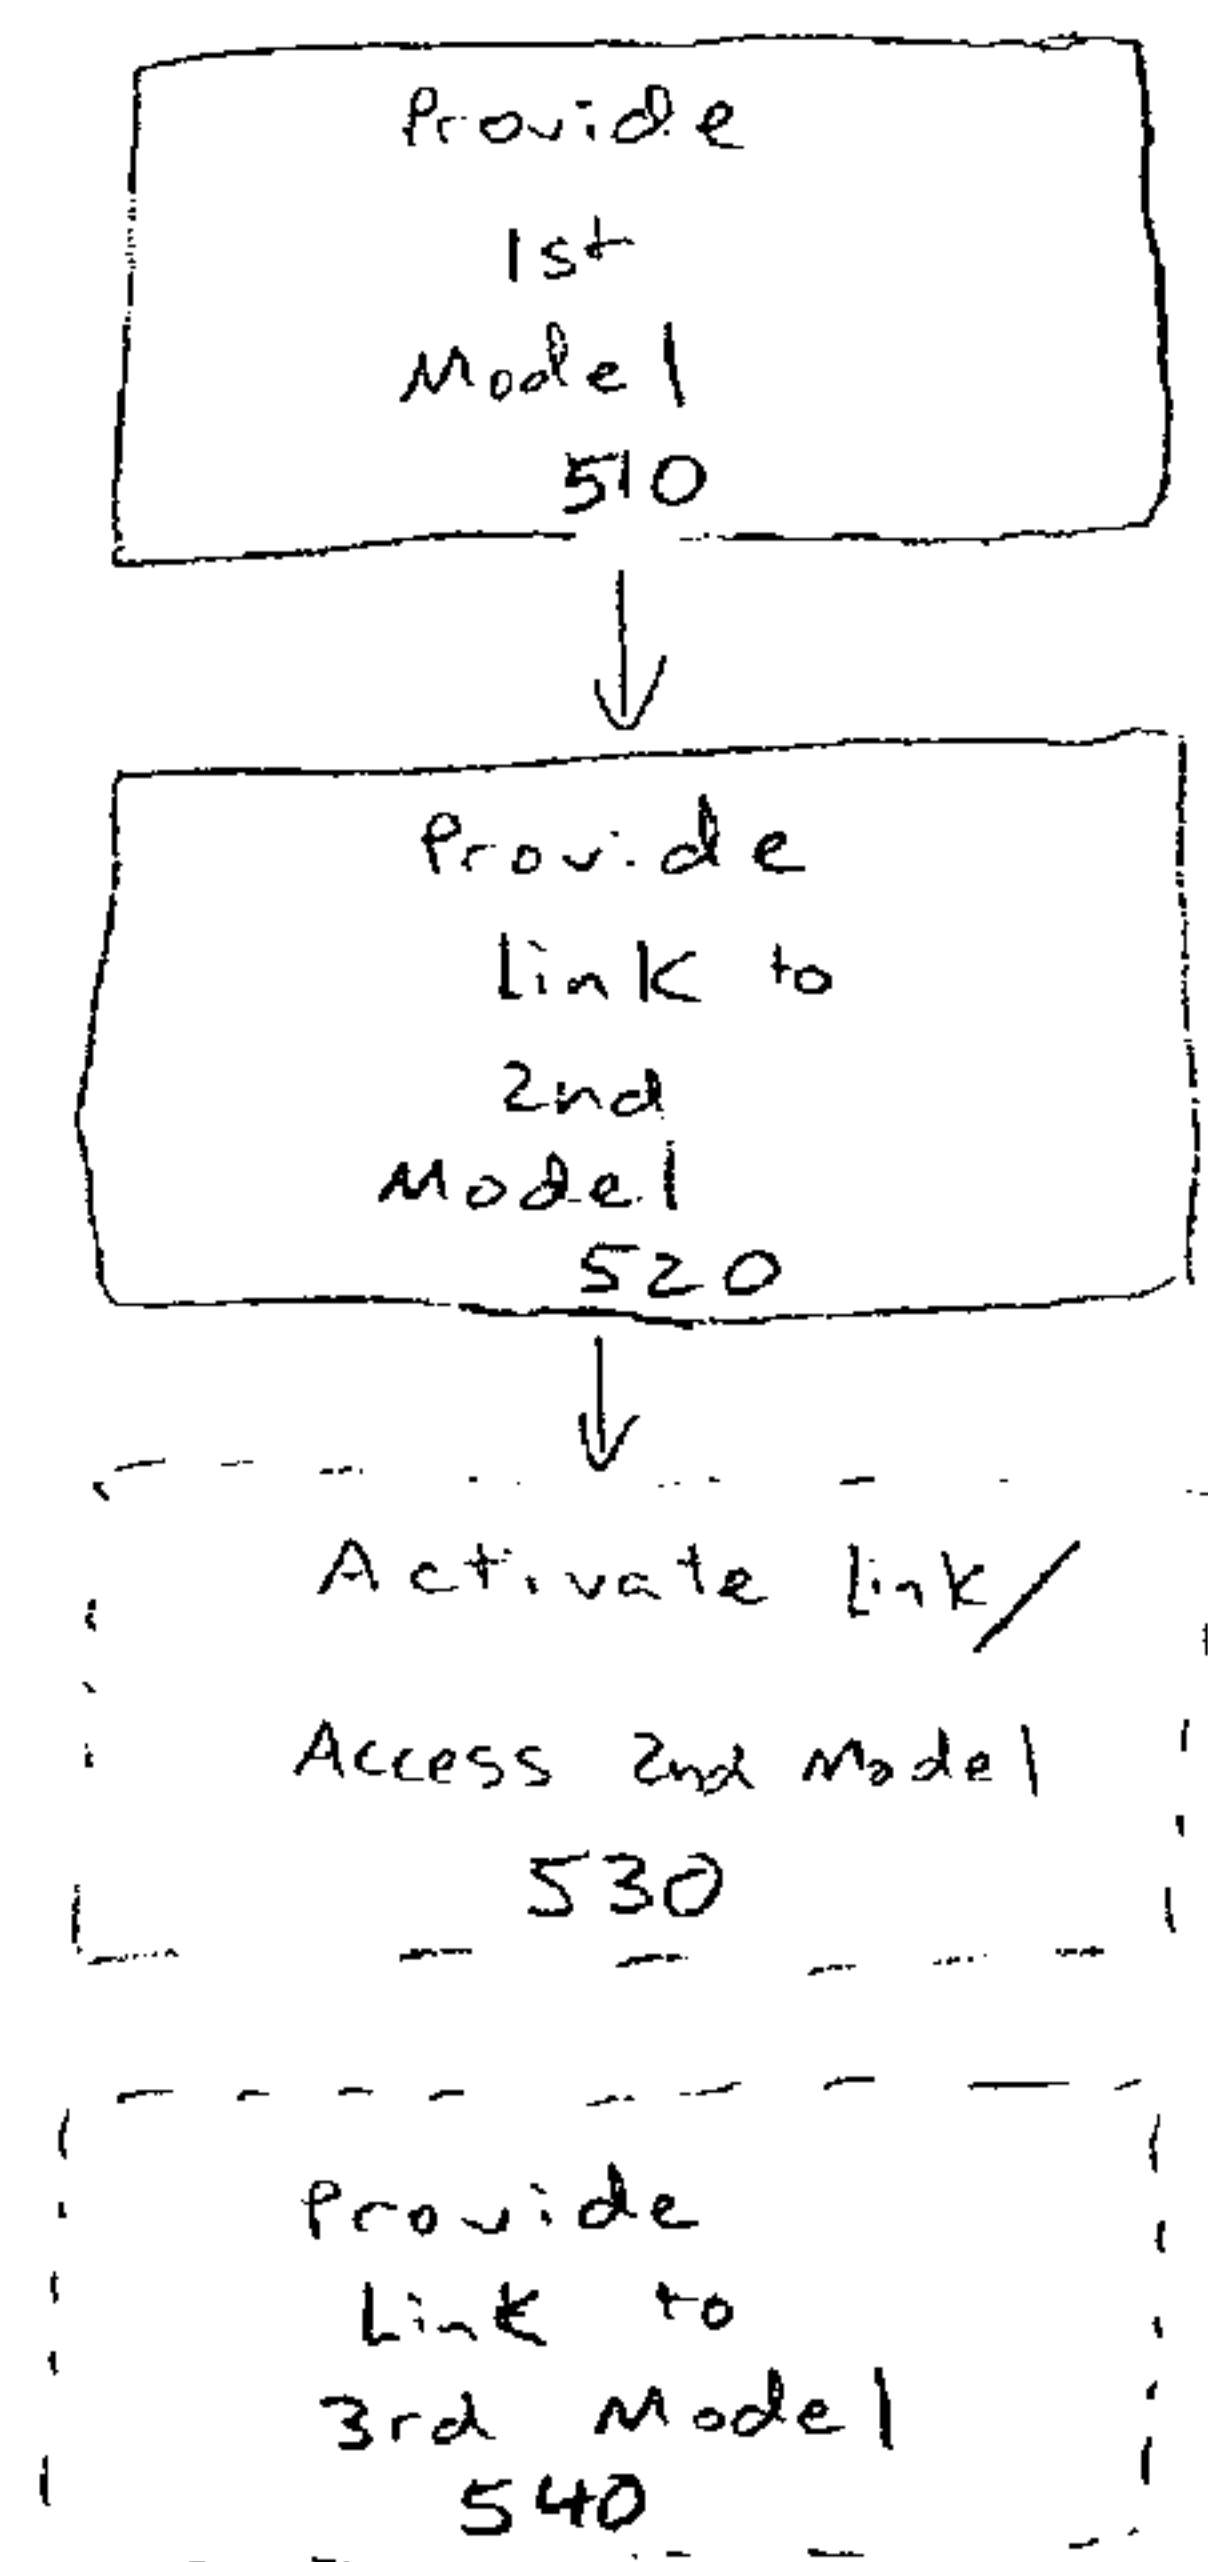 Provide
1st
Model
510
Provide
link to
2nd
Model
520
Activate link/
Access 2nd Model
530
Provide
Link to
3rd Model
540